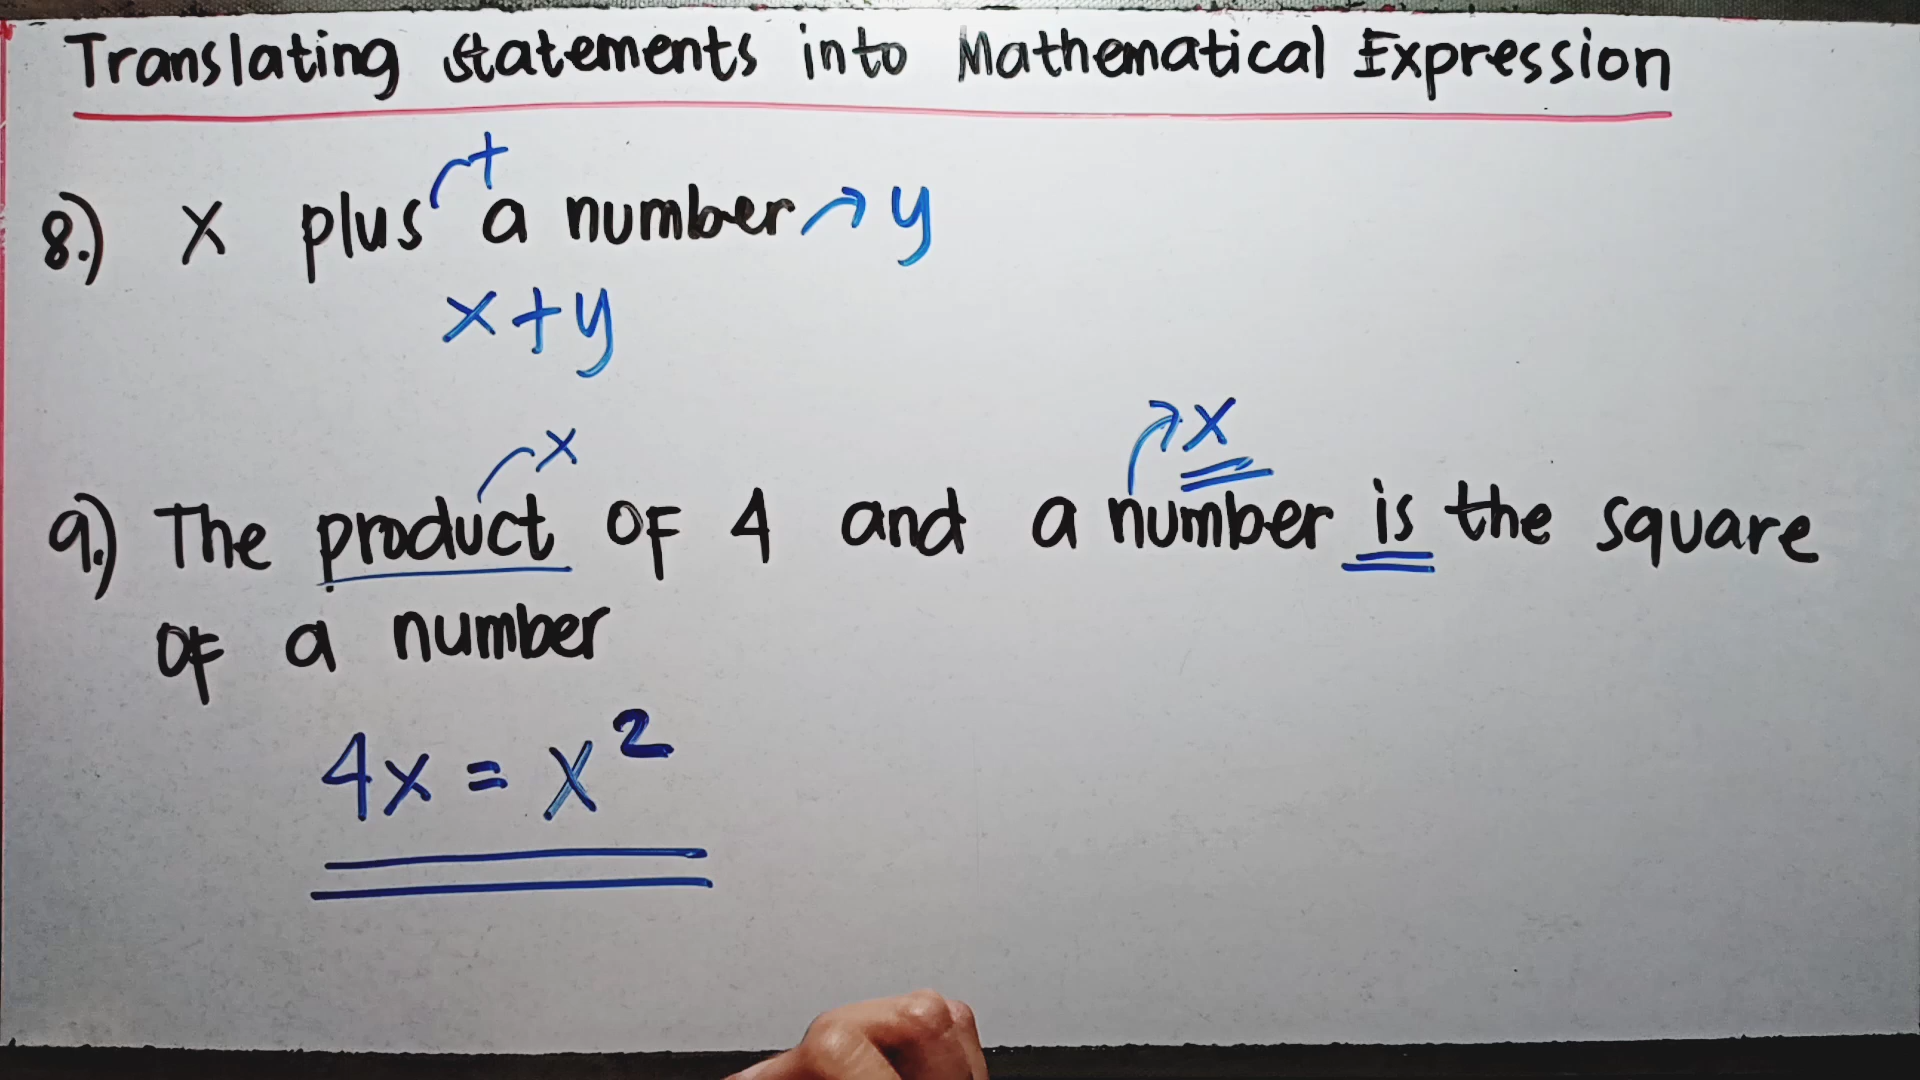 Translating statements into Mathematical Expression
+
8.) x plus a number → y
x + y
x
x
9.) The product of 4 and a number is the square
of a number
4x = x²